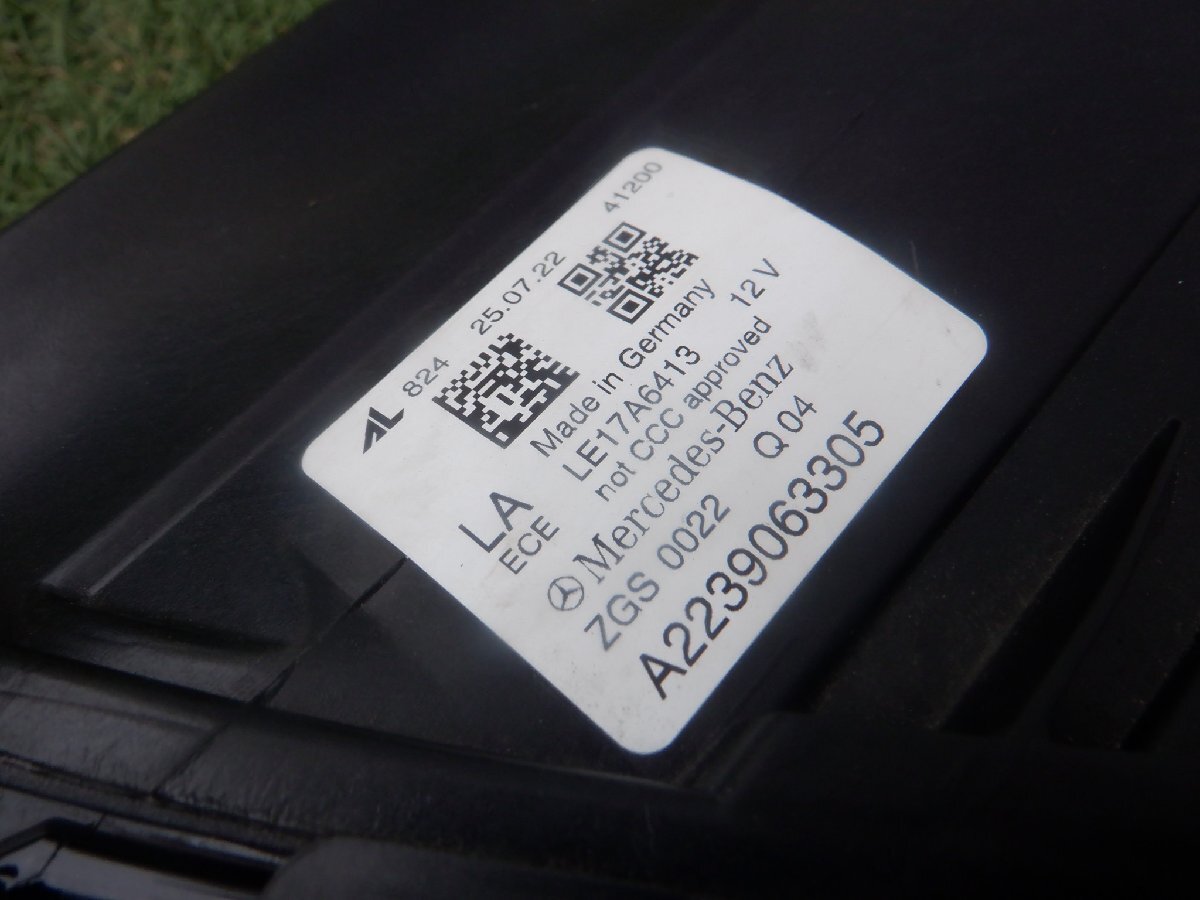 AL 824 25.07.22 41200
Made in Germany
LA LE17A6413 12 V
ECE not CCC approved
Mercedes-Benz
ZGS 0022 Q 04
A2239063305